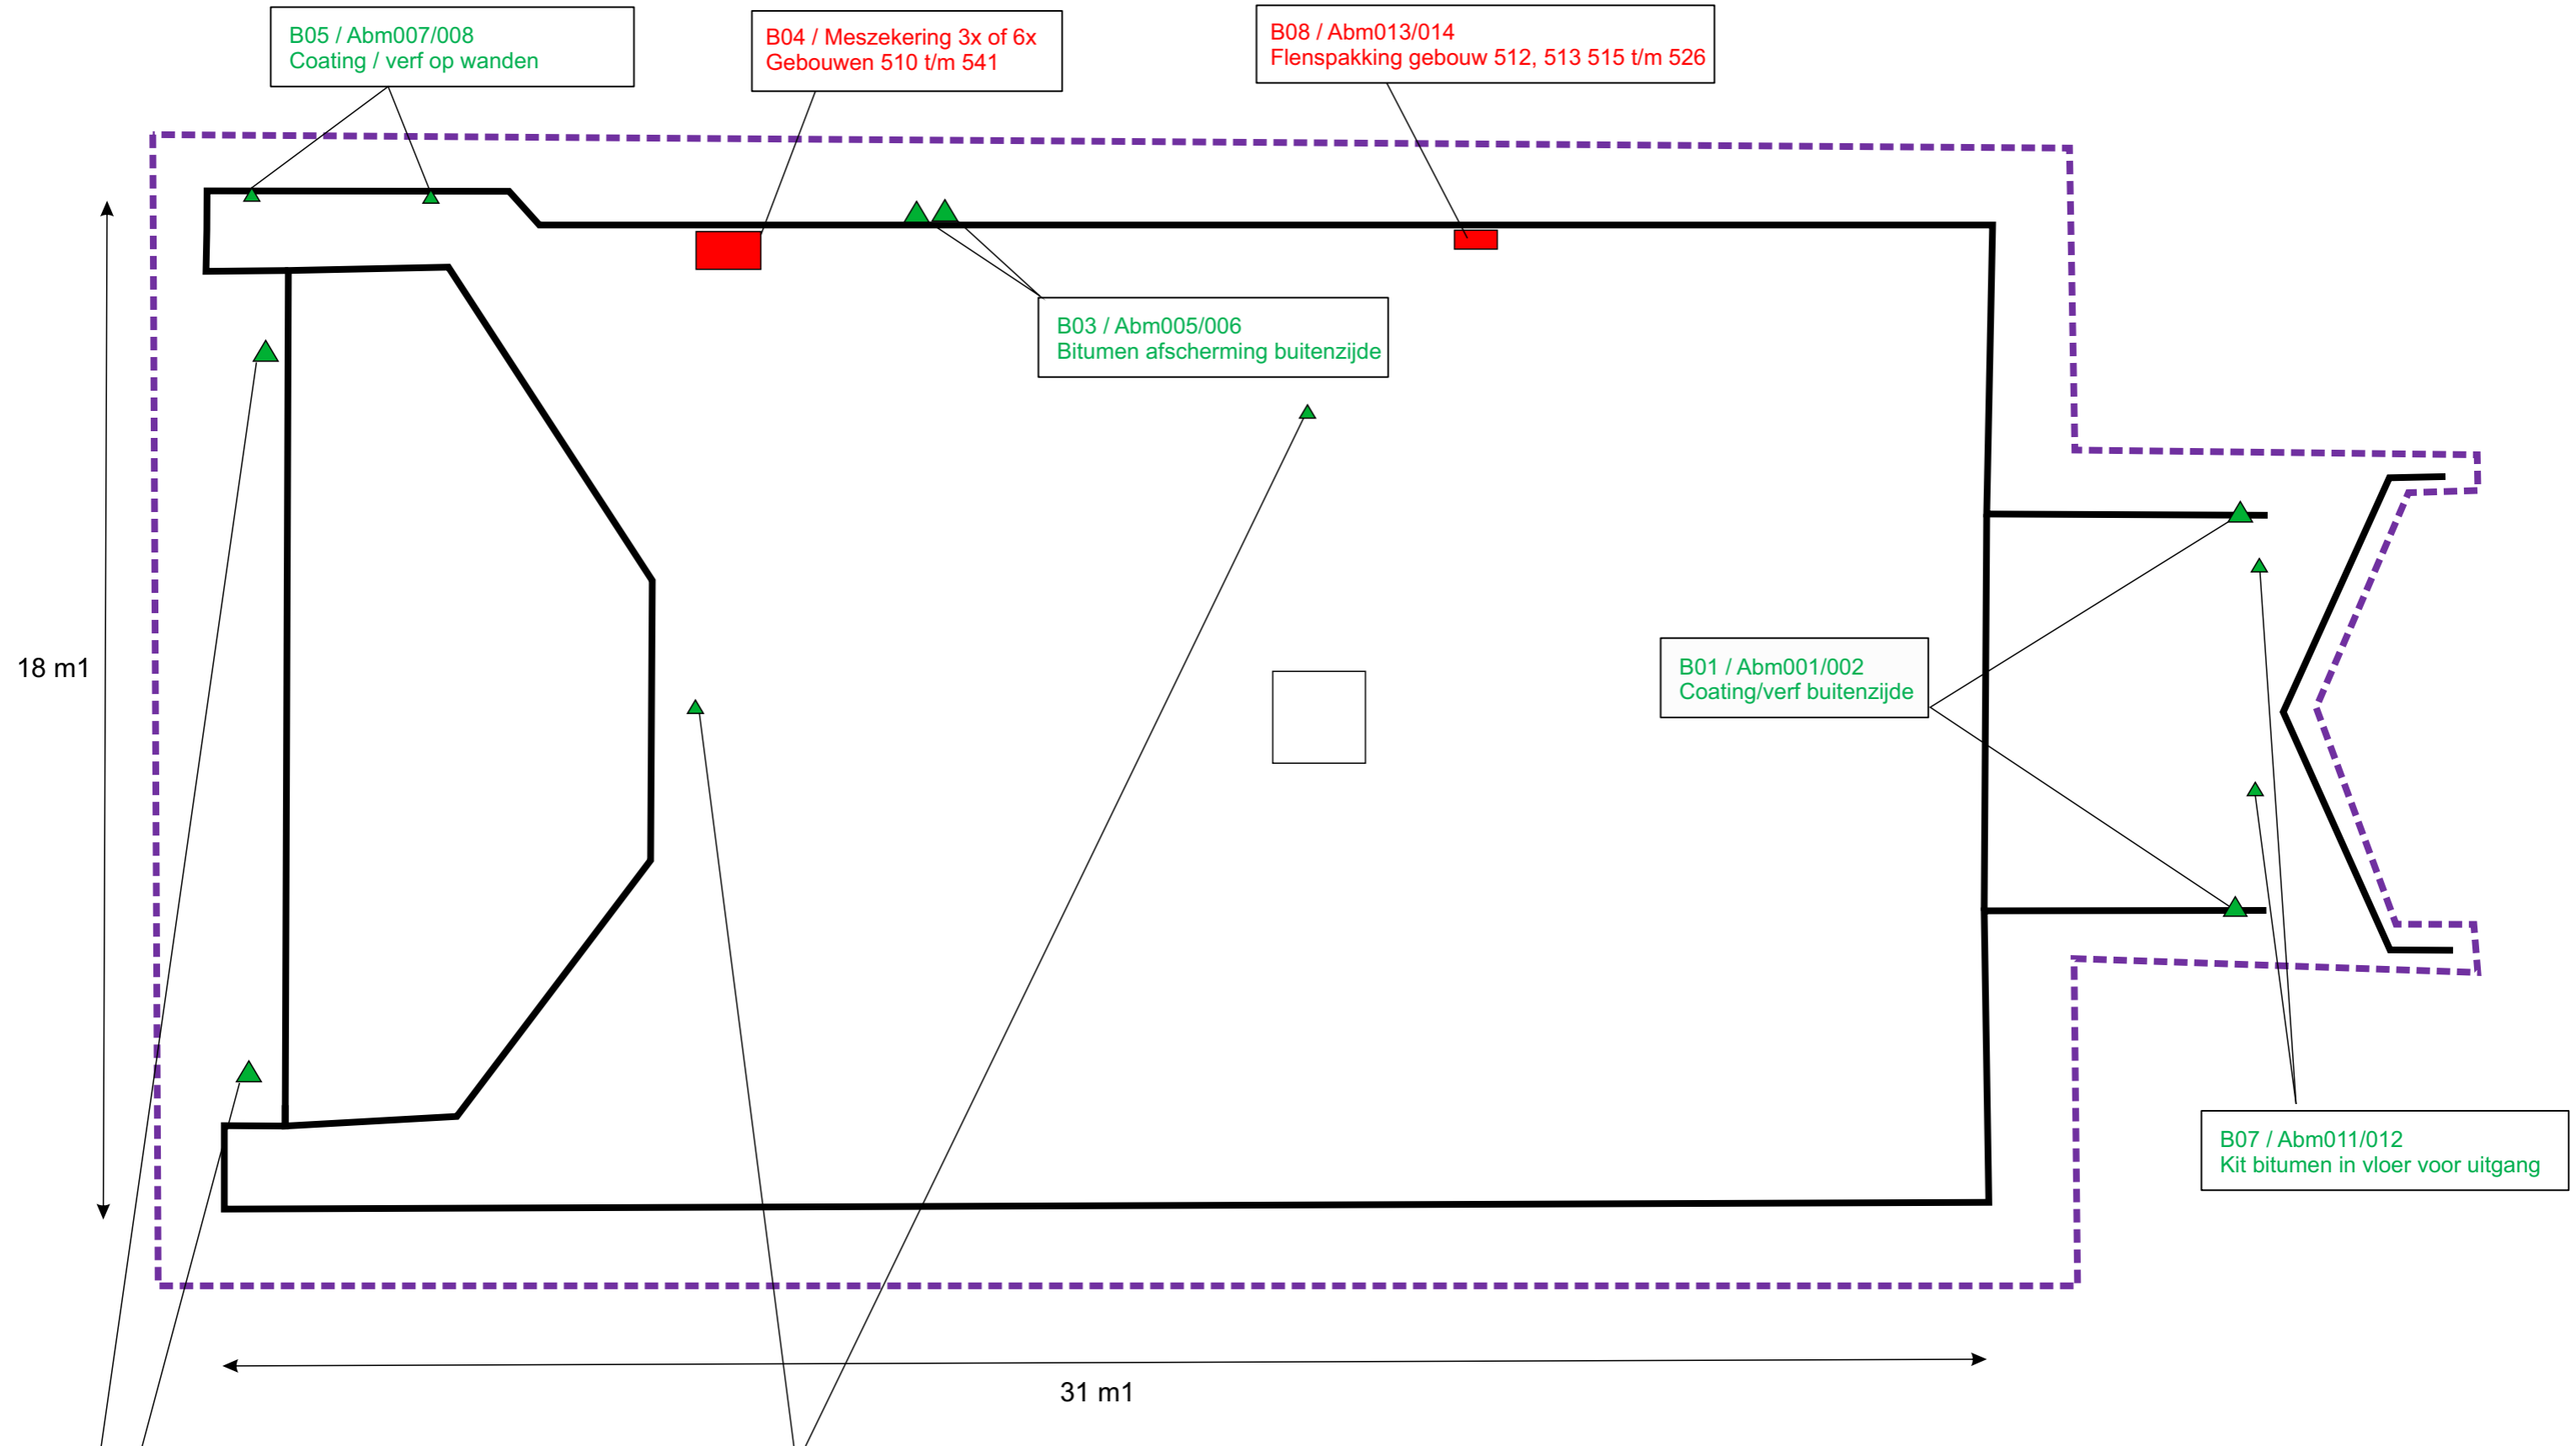 B05 / Abm007/008
Coating / verf op wanden
B04 / Meszekering 3x of 6x
Gebouwen 510 t/m 541
B08 / Abm013/014
Flenspakking gebouw 512, 513 515 t/m 526
B03 / Abm005/006
Bitumen afscherming buitenzijde
18 m1
B01 / Abm001/002
Coating/verf buitenzijde
B07 / Abm011/012
Kit bitumen in vloer voor uitgang
31 m1